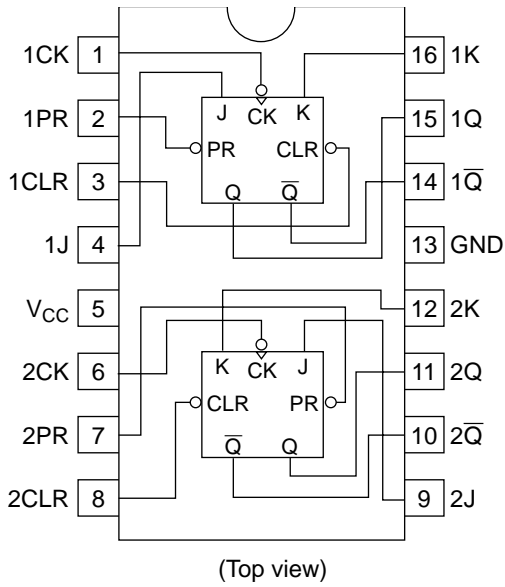 1CK 1 16 1K
J CK K
1PR 2 15 1Q
PR CLR
1CLR 3 14 1Q̅
Q Q̅
1J 4 13 GND
VCC 5 12 2K
K CK J
2CK 6 11 2Q
CLR PR
2PR 7 10 2Q̅
Q̅ Q
2CLR 8 9 2J
(Top view)